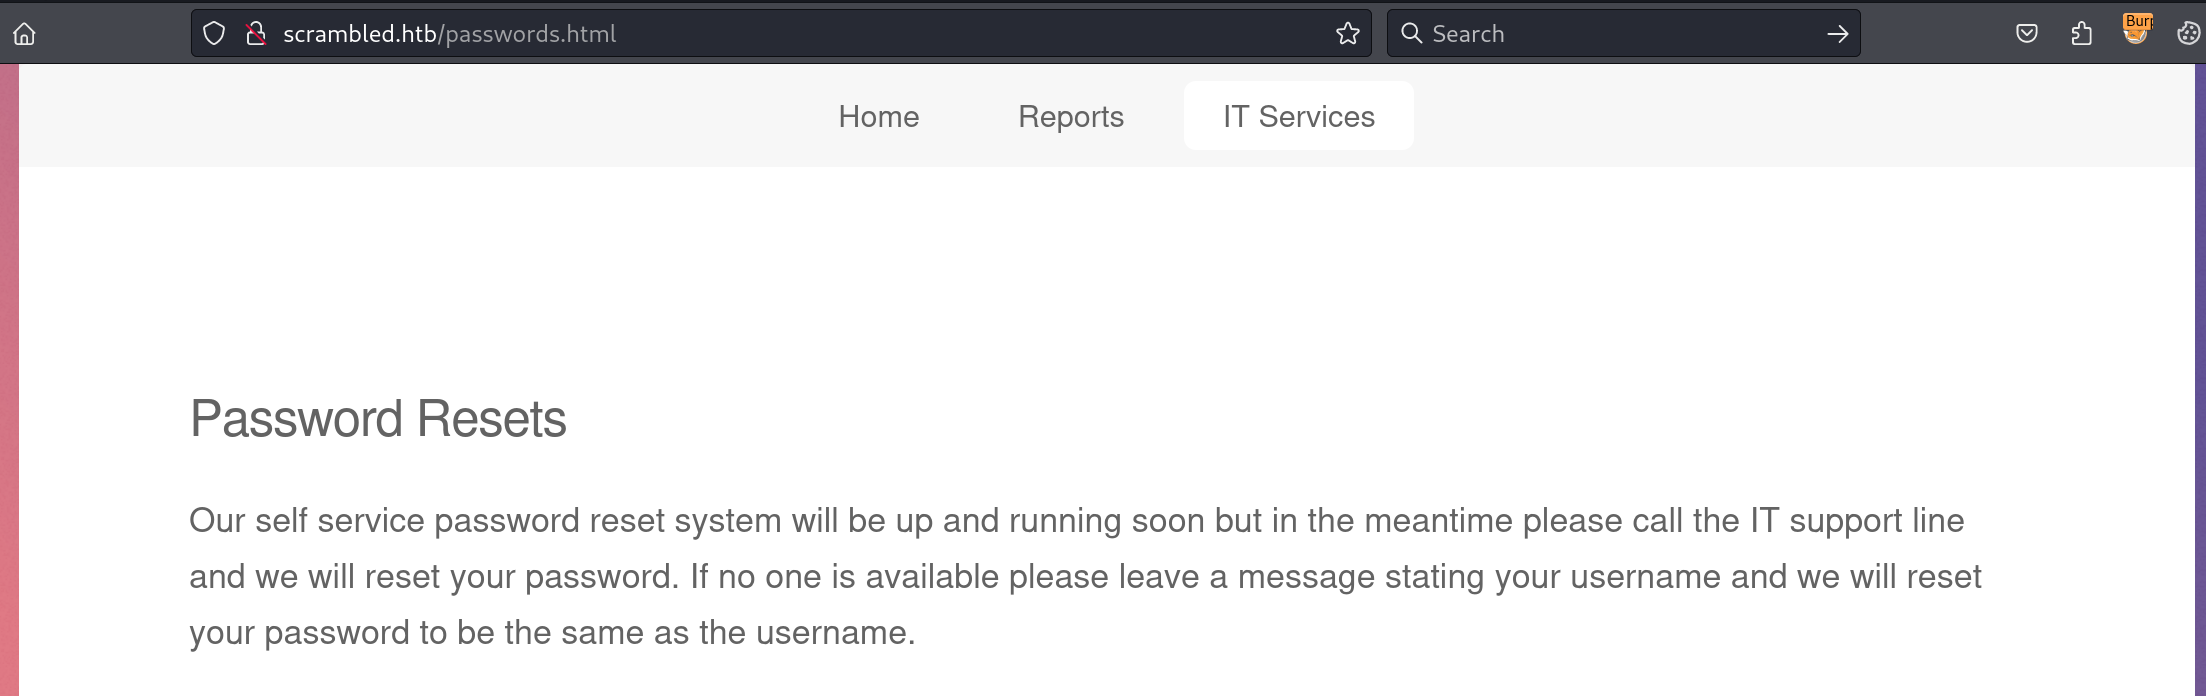 scrambled.htb/passwords.html
Search
Burp
Home Reports IT Services
Password Resets
Our self service password reset system will be up and running soon but in the meantime please call the IT support line
and we will reset your password. If no one is available please leave a message stating your username and we will reset
your password to be the same as the username.